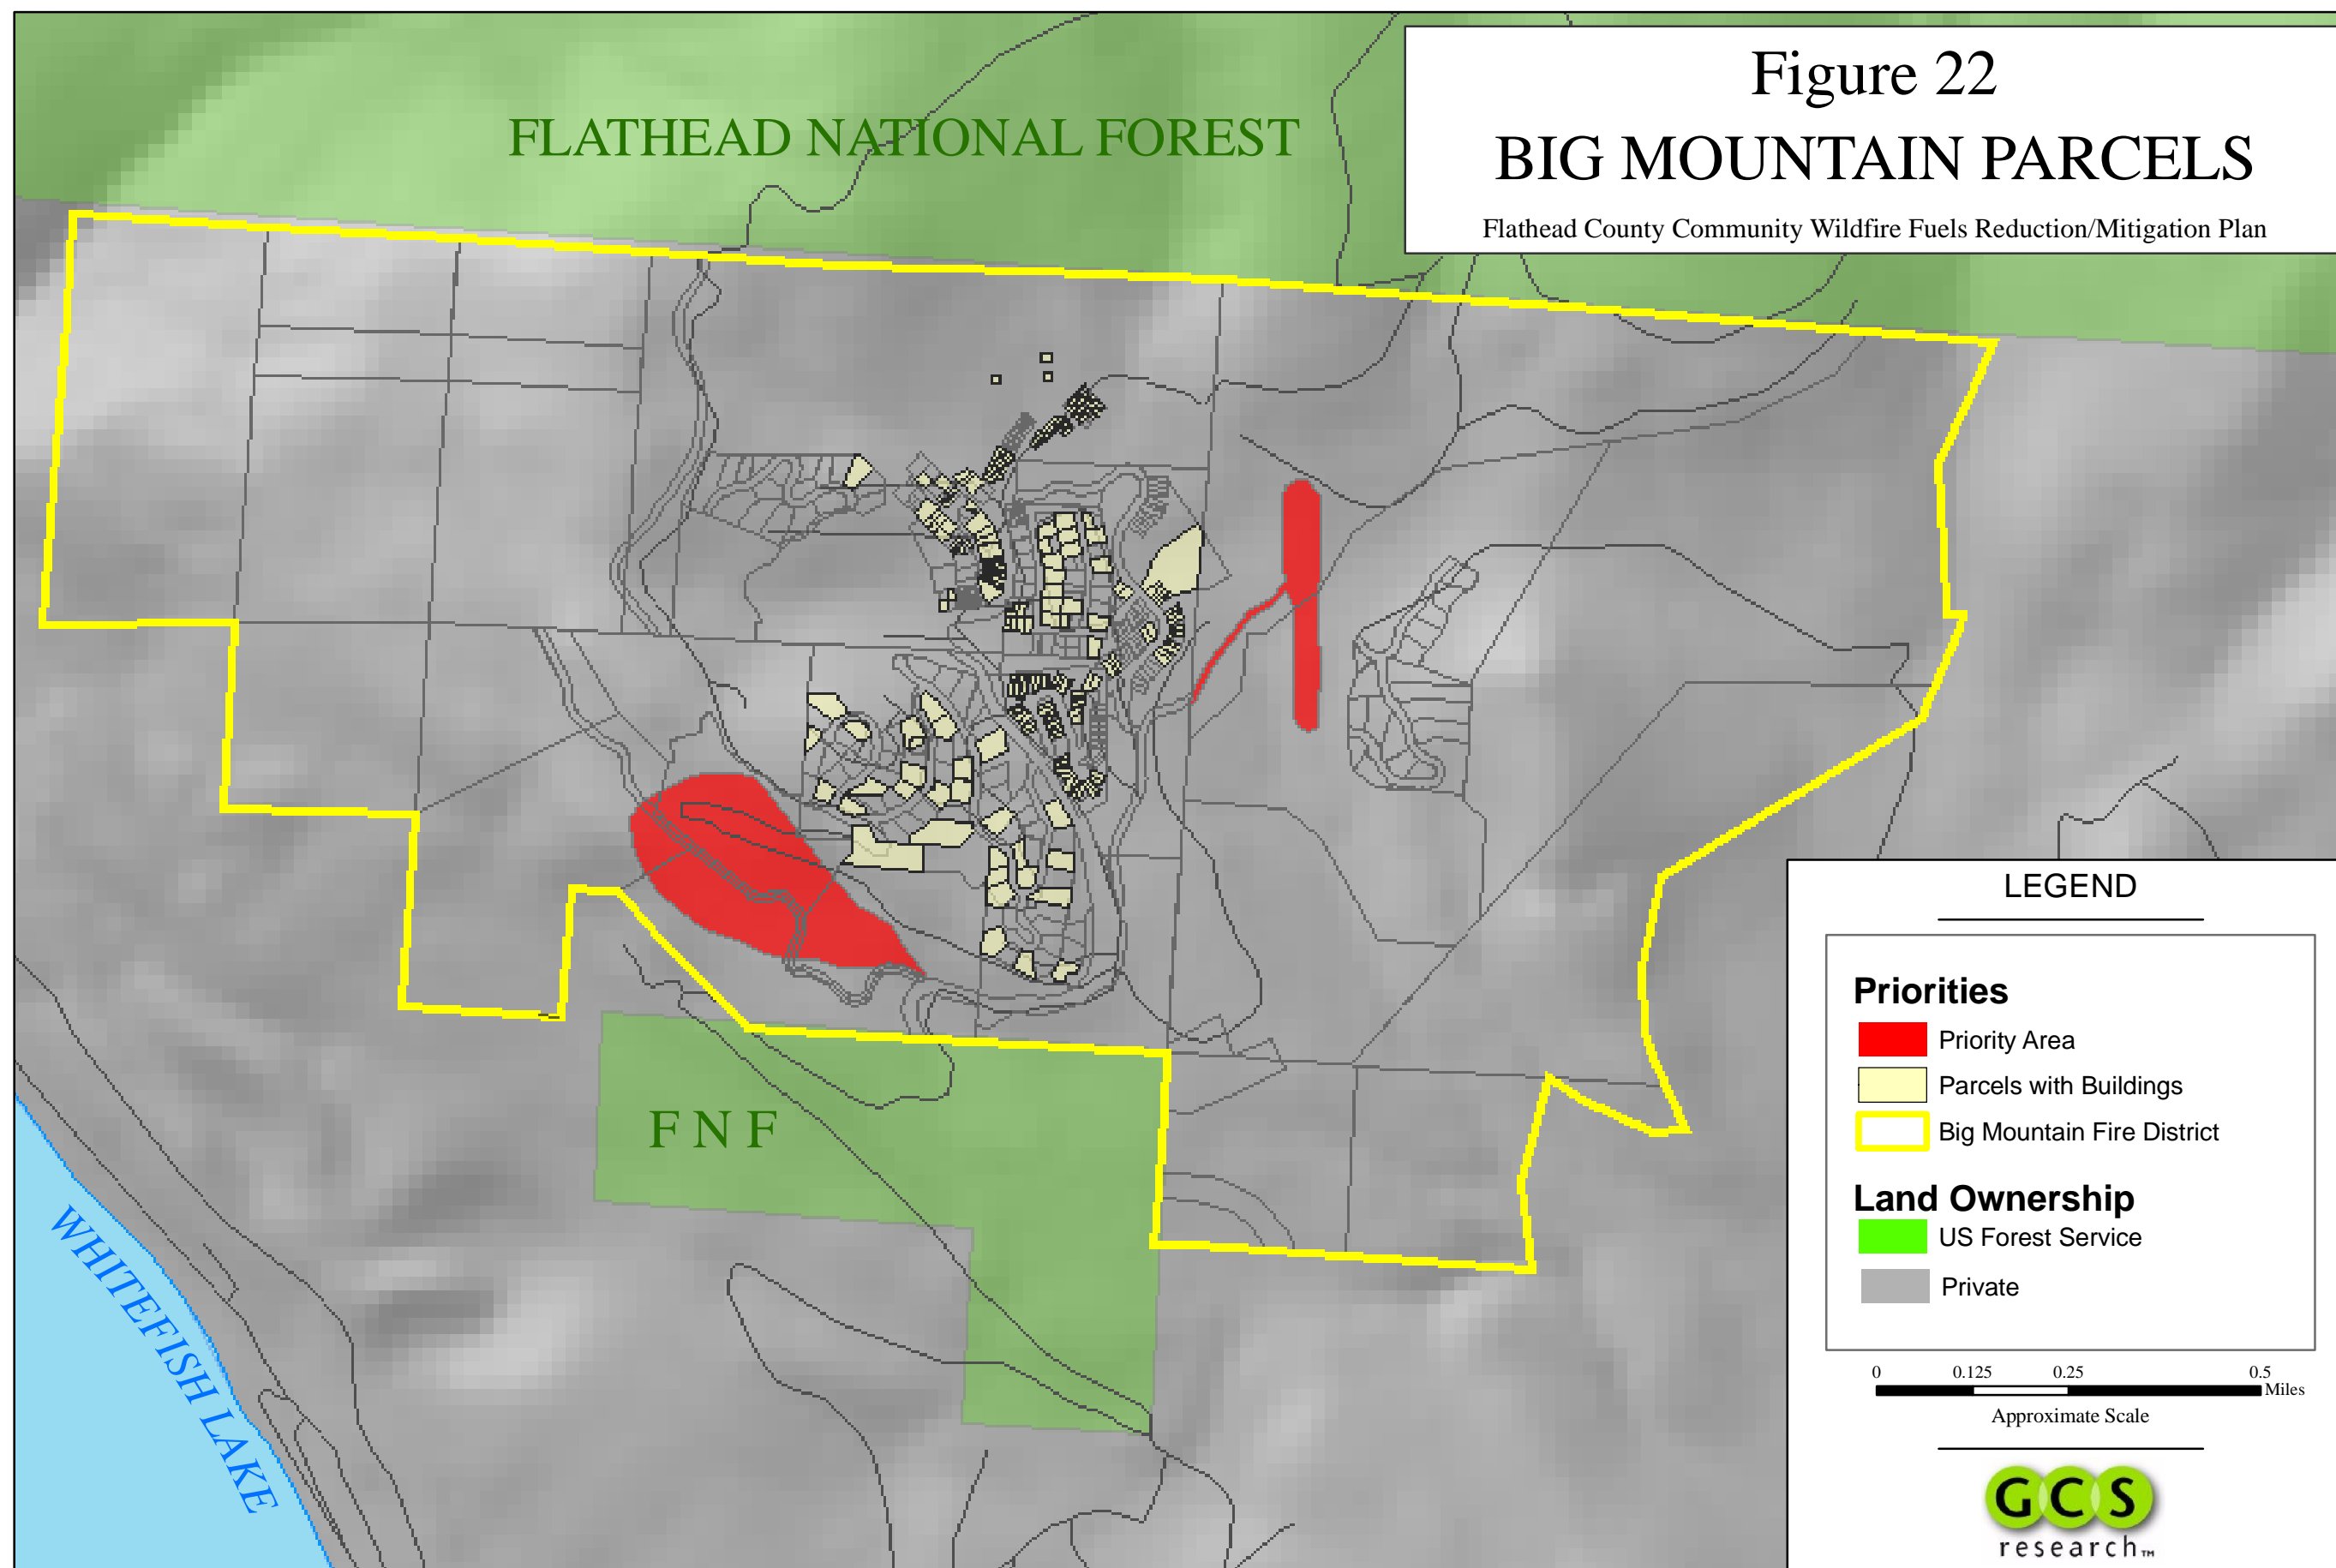 Figure 22
BIG MOUNTAIN PARCELS
Flathead County Community Wildfire Fuels Reduction/Mitigation Plan
FLATHEAD NATIONAL FOREST
F N F
WHITEFISH LAKE
LEGEND
Priorities
Priority Area
Parcels with Buildings
Big Mountain Fire District
Land Ownership
US Forest Service
Private
0 0.125 0.25 0.5
Miles
Approximate Scale
GCS
research™